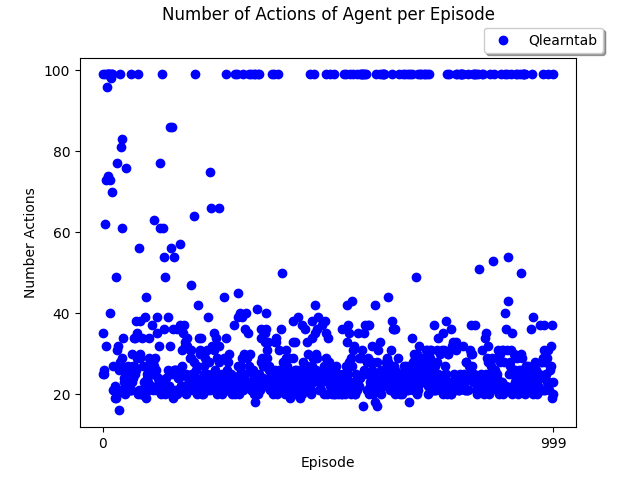 Number of Actions of Agent per Episode
Qlearntab
100
80
60
40
20
Number Actions
0
999
Episode